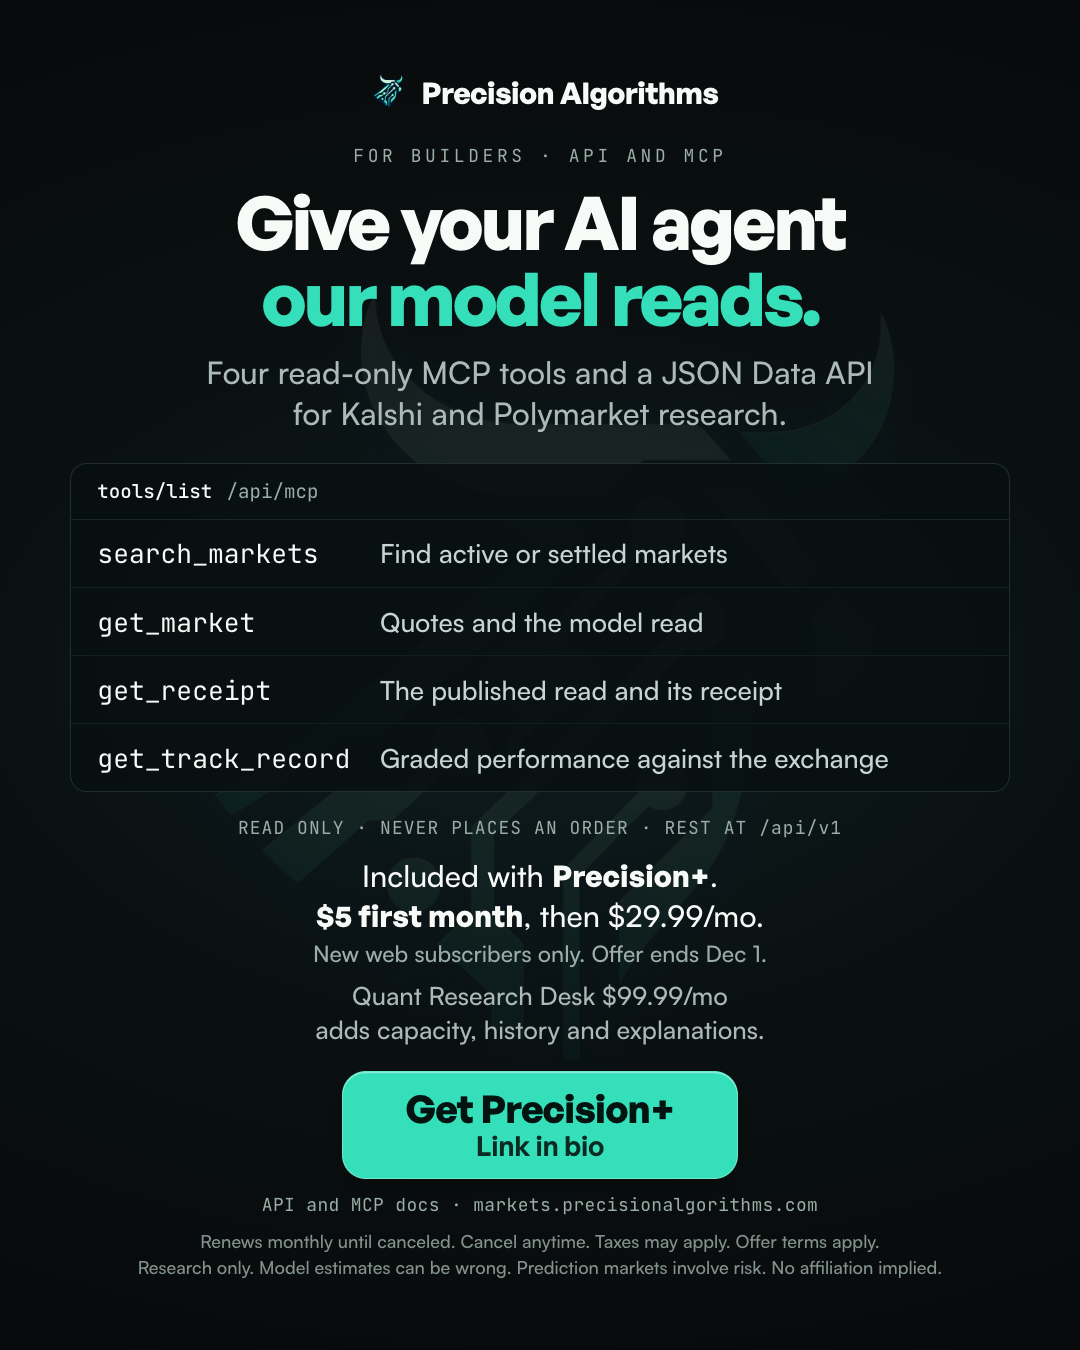 Precision Algorithms
FOR BUILDERS · API AND MCP
Give your AI agent
our model reads.
Four read-only MCP tools and a JSON Data API
for Kalshi and Polymarket research.
tools/list /api/mcp
search_markets Find active or settled markets
get_market Quotes and the model read
get_receipt The published read and its receipt
get_track_record Graded performance against the exchange
READ ONLY · NEVER PLACES AN ORDER · REST AT /api/v1
Included with Precision+.
$5 first month, then $29.99/mo.
New web subscribers only. Offer ends Dec 1.
Quant Research Desk $99.99/mo
adds capacity, history and explanations.
Get Precision+
Link in bio
API and MCP docs · markets.precisionalgorithms.com
Renews monthly until canceled. Cancel anytime. Taxes may apply. Offer terms apply.
Research only. Model estimates can be wrong. Prediction markets involve risk. No affiliation implied.